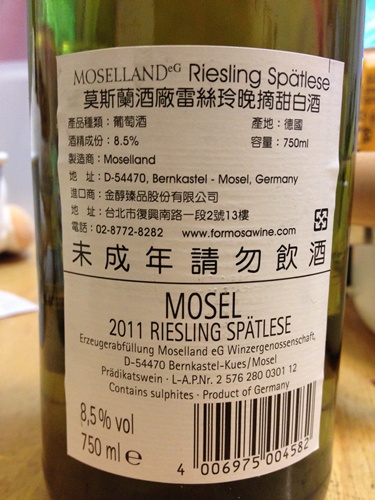 MOSELLANDeG Riesling Spätlese
莫斯蘭酒廠雷絲玲晚摘甜白酒
產品種類：葡萄酒 產地：德國
酒精成份：8.5% 容量：750ml
製造商：Moselland
地 址：D-54470, Bernkastel - Mosel, Germany
進口商：金醇臻品股份有限公司
地 址：台北市復興南路一段2號13樓
電話：02-8772-8282 www.formosawine.com
未成年請勿飲酒
MOSEL
2011 RIESLING SPÄTLESE
Erzeugerabfüllung Moselland eG Winzergenossenschaft,
D-54470 Bernkastel-Kues/Mosel
Prädikatswein · L-A.P.Nr. 2 576 280 0301 12
Contains sulphites · Product of Germany
8,5% vol
750 ml e
4 006975 004582